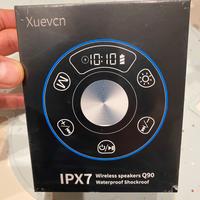 Xuevcn
10:10
IPX7 Wireless speakers Q90
Waterproof Shockroof